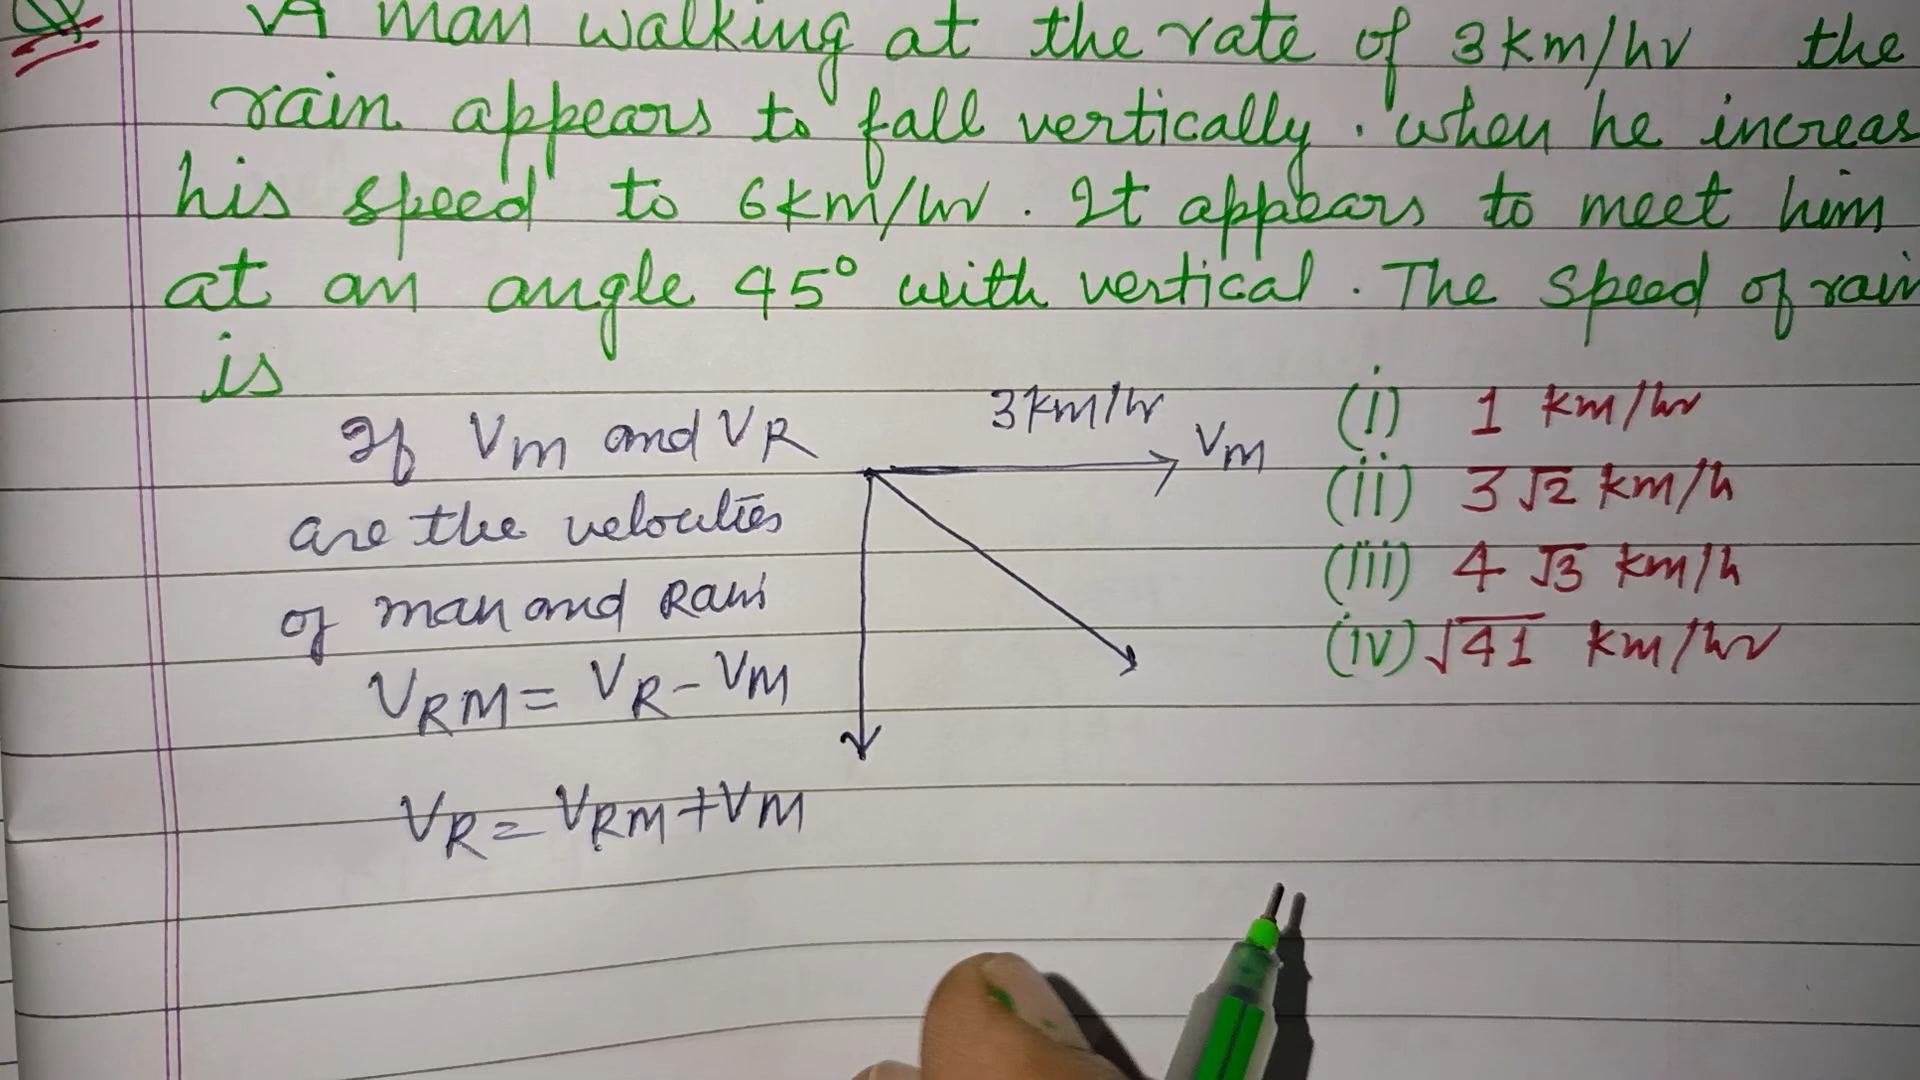 A man walking at the rate of 3km/hr the
rain appears to fall vertically. when he increas
his speed to 6km/hr. It appears to meet him
at an angle 45° with vertical. The speed of rain
is
If VM and VR
are the velocities
of man and Rain
VRM = VR - VM
VR = VRM + VM
3km/hr
VM
(i) 1 km/hr
(ii) 3√2 km/h
(iii) 4√3 km/h
(iv) √41 km/hr